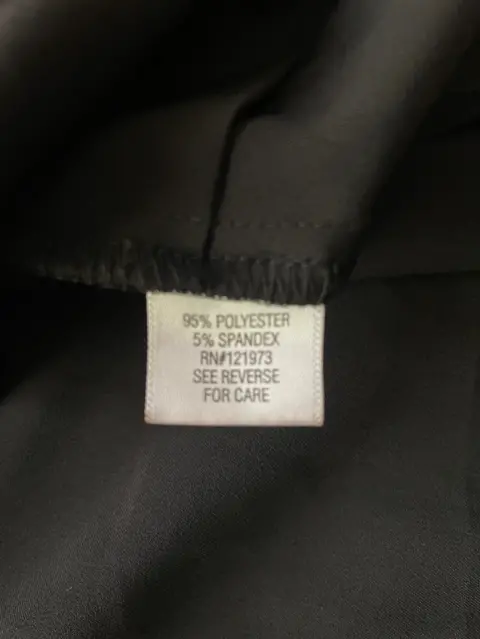 95% POLYESTER
5% SPANDEX
RN#121973
SEE REVERSE
FOR CARE